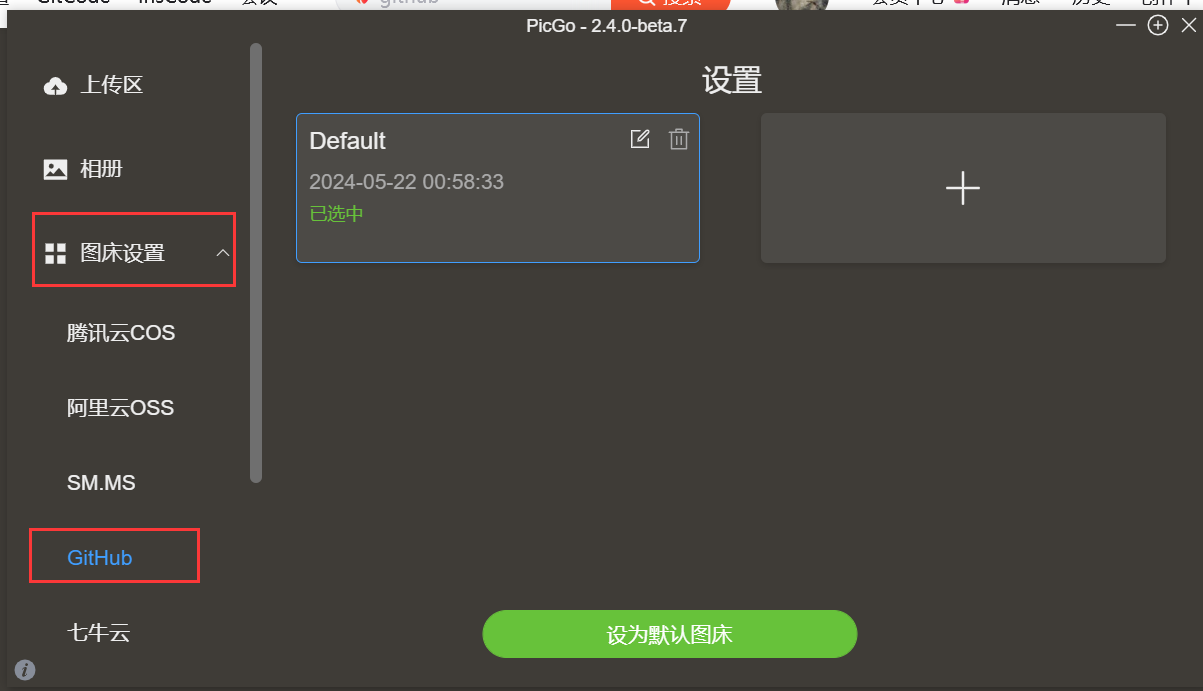 PicGo - 2.4.0-beta.7
上传区
相册
图床设置
腾讯云COS
阿里云OSS
SM.MS
GitHub
七牛云
设置
Default
2024-05-22 00:58:33
已选中
设为默认图床